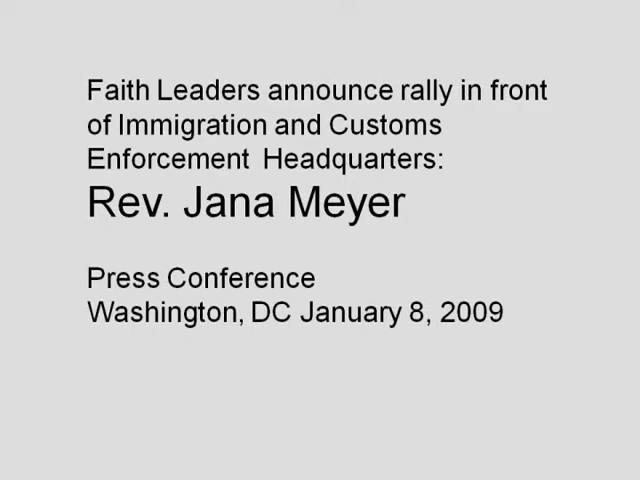 Faith Leaders announce rally in front
of Immigration and Customs
Enforcement Headquarters:
Rev. Jana Meyer
Press Conference
Washington, DC January 8, 2009